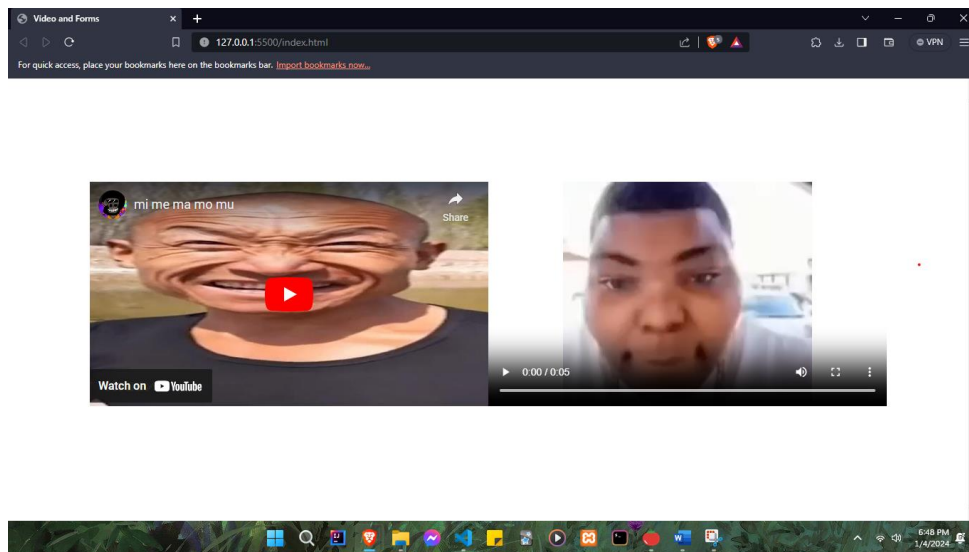 Video and Forms
127.0.0.1:5500/index.html
5
VPN
For quick access, place your bookmarks here on the bookmarks bar. Import bookmarks now...
mi me ma mo mu
Share
Watch on YouTube
0:00 / 0:05
6:48 PM
1/4/2024